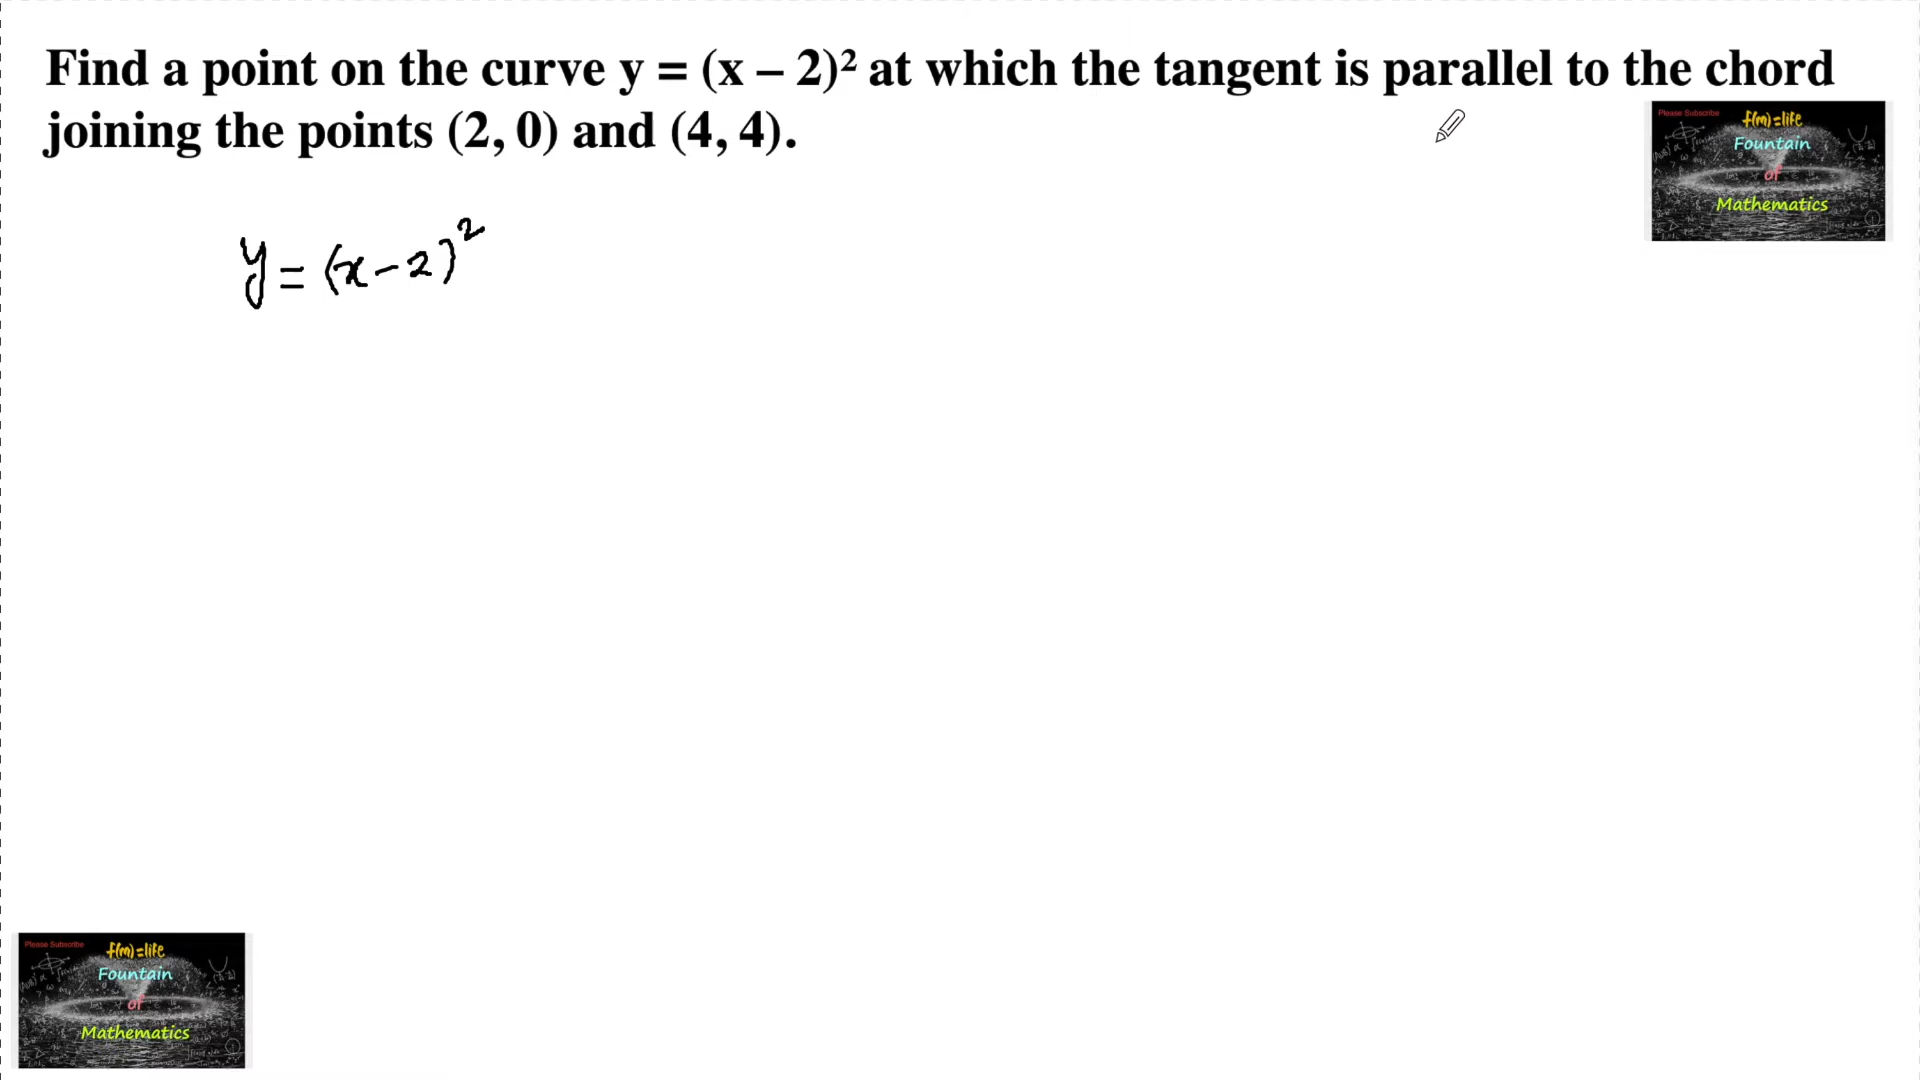 Find a point on the curve y = (x – 2)² at which the tangent is parallel to the chord
joining the points (2, 0) and (4, 4).
Please Subscribe
f(m)=life
Fountain
of
Mathematics
y = (x-2)²
Please Subscribe
f(m)=life
Fountain
of
Mathematics